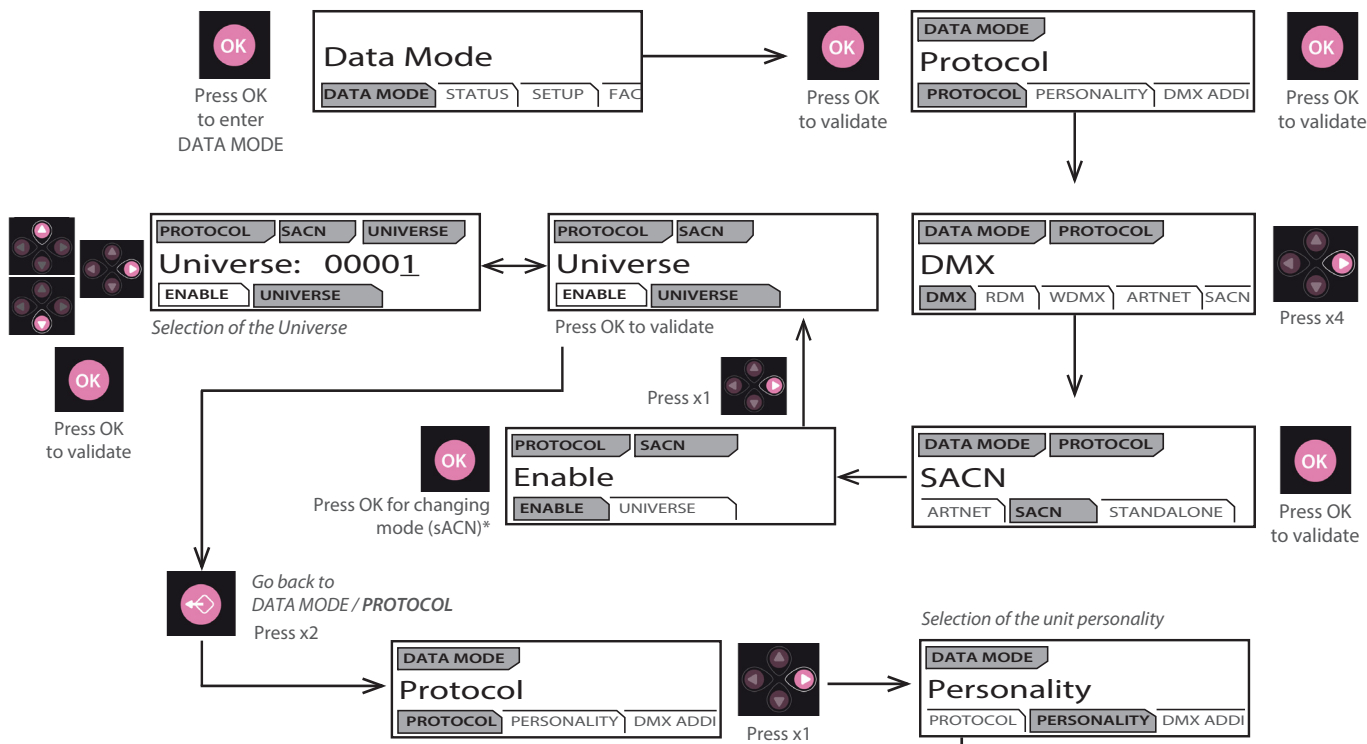 OK
Press OK
to enter
DATA MODE
Data Mode
DATA MODE STATUS SETUP FAC
OK
Press OK
to validate
DATA MODE
Protocol
PROTOCOL PERSONALITY DMX ADDI
OK
Press OK
to validate
PROTOCOL SACN UNIVERSE
Universe: 00001
ENABLE UNIVERSE
Selection of the Universe
OK
Press OK
to validate
PROTOCOL SACN
Universe
ENABLE UNIVERSE
Press OK to validate
DATA MODE PROTOCOL
DMX
DMX RDM WDMX ARTNET SACN
Press x4
Press x1
OK
Press OK for changing
mode (sACN)*
PROTOCOL SACN
Enable
ENABLE UNIVERSE
DATA MODE PROTOCOL
SACN
ARTNET SACN STANDALONE
OK
Press OK
to validate
Go back to
DATA MODE / PROTOCOL
Press x2
DATA MODE
Protocol
PROTOCOL PERSONALITY DMX ADDI
Press x1
Selection of the unit personality
DATA MODE
Personality
PROTOCOL PERSONALITY DMX ADDI